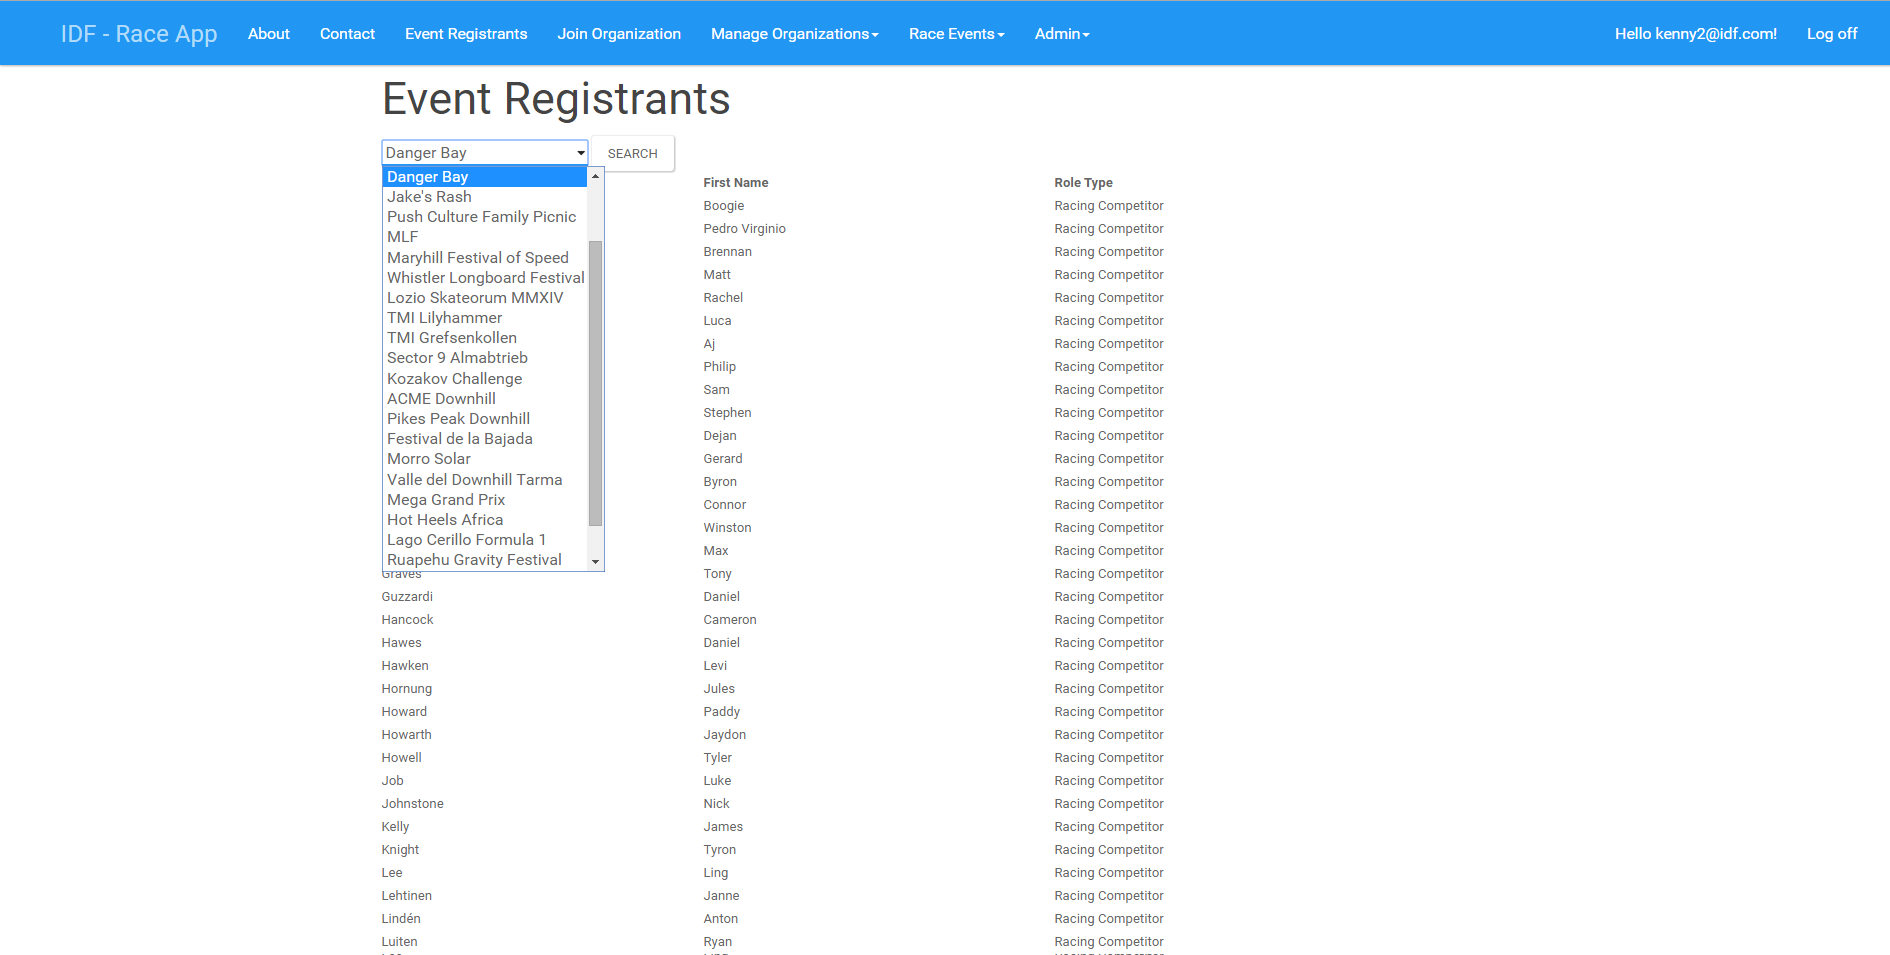 IDF - Race App About Contact Event Registrants Join Organization Manage Organizations Race Events Admin Hello kenny2@idf.com! Log off
Event Registrants
Danger Bay SEARCH
Danger Bay
Jake's Rash
Push Culture Family Picnic
MLF
Maryhill Festival of Speed
Whistler Longboard Festival
Lozio Skateorum MMXIV
TMI Lilyhammer
TMI Grefsenkollen
Sector 9 Almabtrieb
Kozakov Challenge
ACME Downhill
Pikes Peak Downhill
Festival de la Bajada
Morro Solar
Valle del Downhill Tarma
Mega Grand Prix
Hot Heels Africa
Lago Cerillo Formula 1
Ruapehu Gravity Festival
First Name Role Type
Boogie Racing Competitor
Pedro Virginio Racing Competitor
Brennan Racing Competitor
Matt Racing Competitor
Rachel Racing Competitor
Luca Racing Competitor
Aj Racing Competitor
Philip Racing Competitor
Sam Racing Competitor
Stephen Racing Competitor
Dejan Racing Competitor
Gerard Racing Competitor
Byron Racing Competitor
Connor Racing Competitor
Winston Racing Competitor
Max Racing Competitor
Graves Tony Racing Competitor
Guzzardi Daniel Racing Competitor
Hancock Cameron Racing Competitor
Hawes Daniel Racing Competitor
Hawken Levi Racing Competitor
Hornung Jules Racing Competitor
Howard Paddy Racing Competitor
Howarth Jaydon Racing Competitor
Howell Tyler Racing Competitor
Job Luke Racing Competitor
Johnstone Nick Racing Competitor
Kelly James Racing Competitor
Knight Tyron Racing Competitor
Lee Ling Racing Competitor
Lehtinen Janne Racing Competitor
Lindén Anton Racing Competitor
Luiten Ryan Racing Competitor